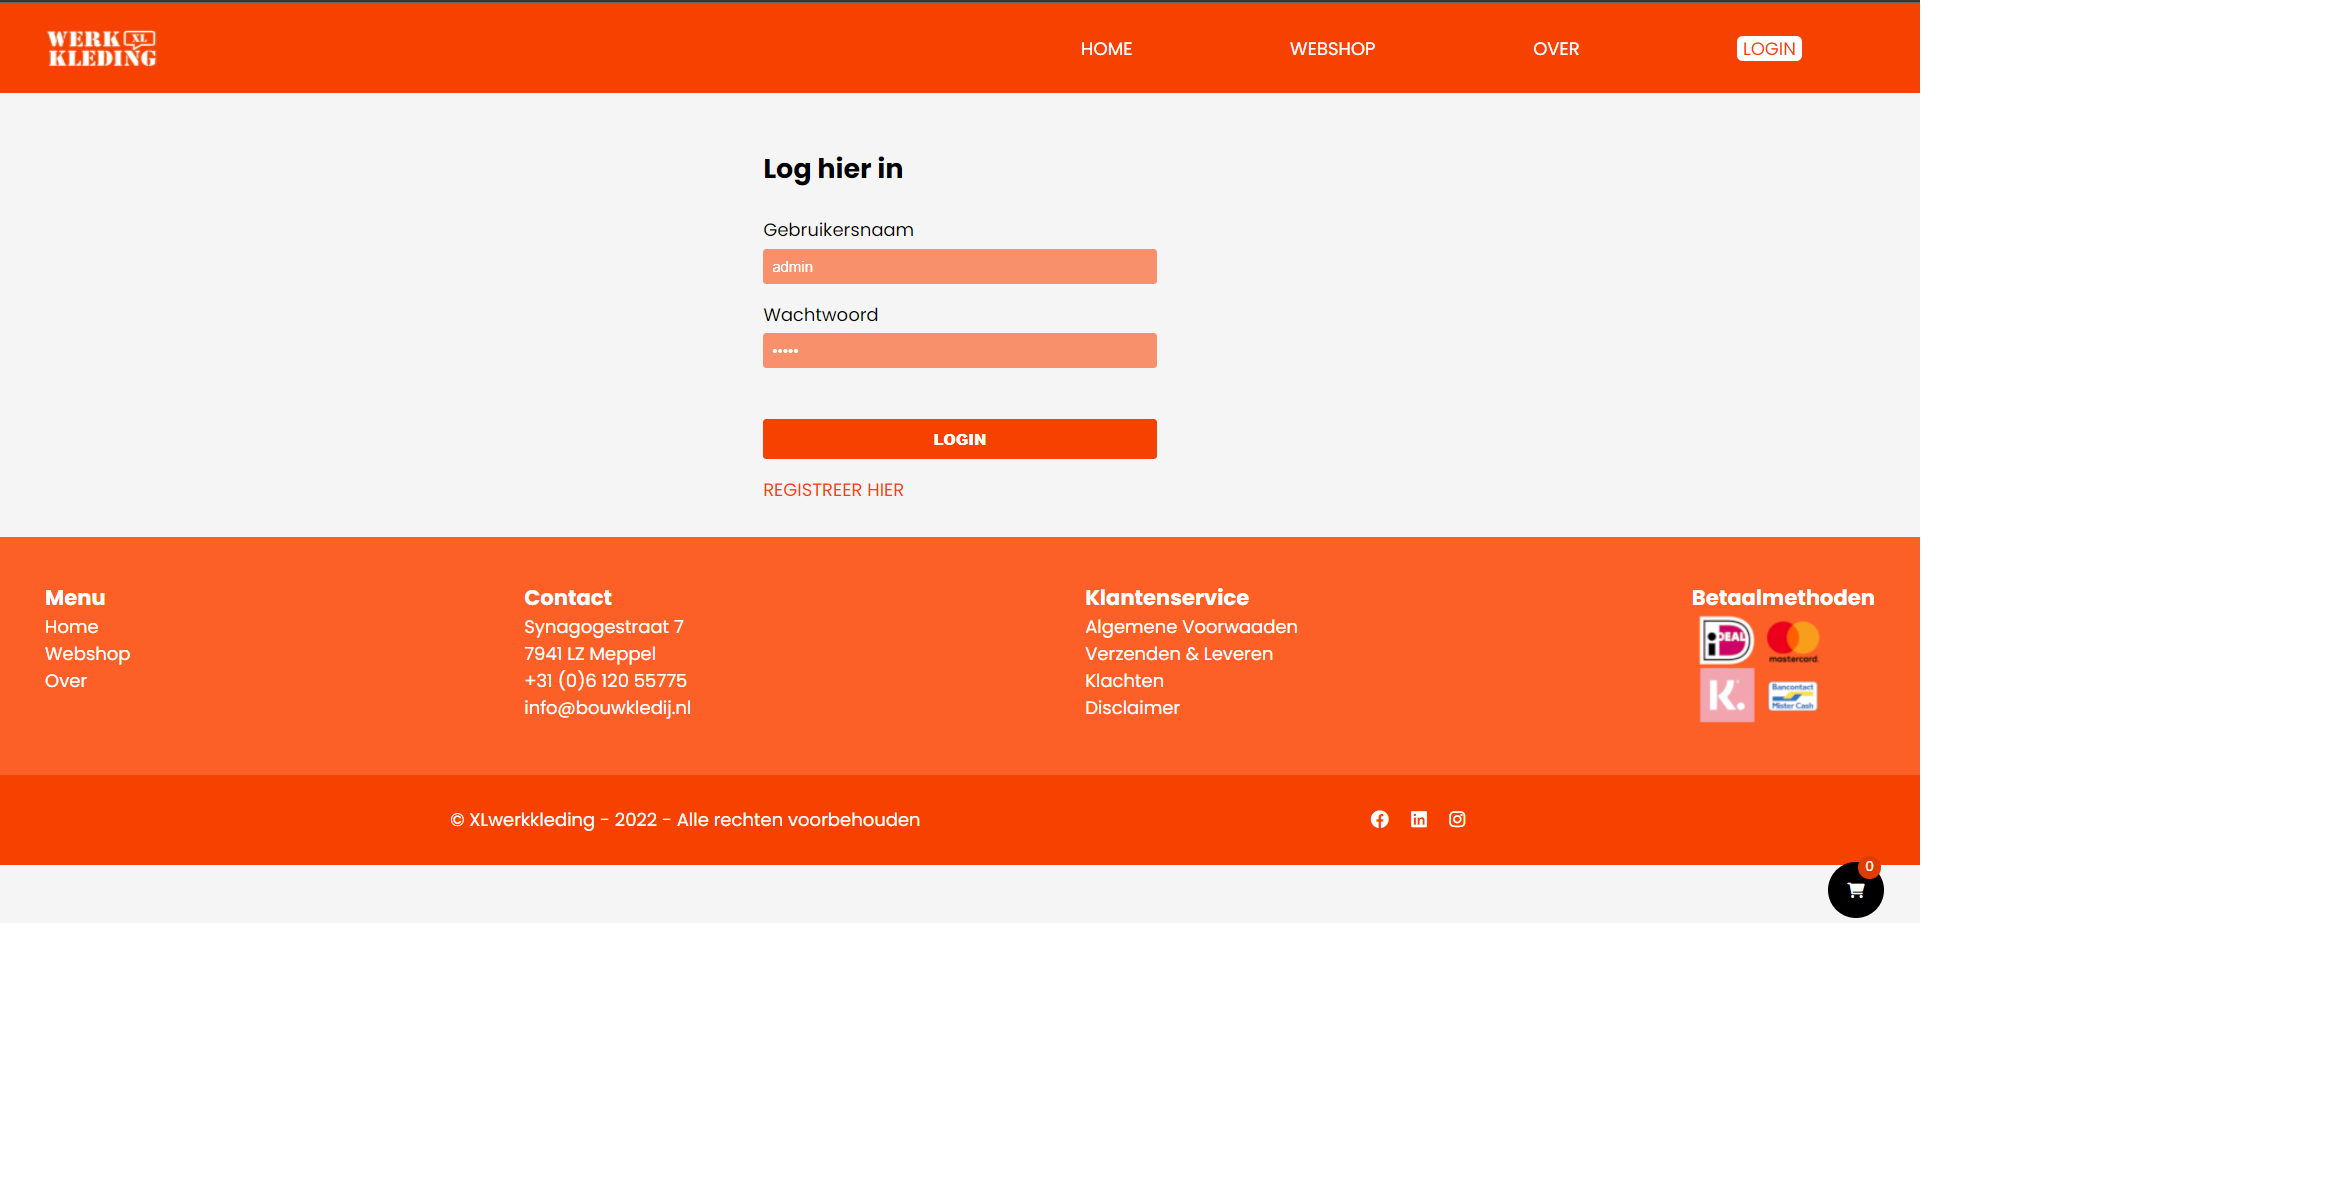 WERK XL
KLEDING
HOME WEBSHOP OVER LOGIN
Log hier in
Gebruikersnaam
admin
Wachtwoord
•••••
LOGIN
REGISTREER HIER
Menu
Home
Webshop
Over
Contact
Synagogestraat 7
7941 LZ Meppel
+31 (0)6 120 55775
info@bouwkledij.nl
Klantenservice
Algemene Voorwaaden
Verzenden & Leveren
Klachten
Disclaimer
Betaalmethoden
iDEAL
mastercard
K.
Bancontact
Mister Cash
© XLwerkkleding - 2022 - Alle rechten voorbehouden
0